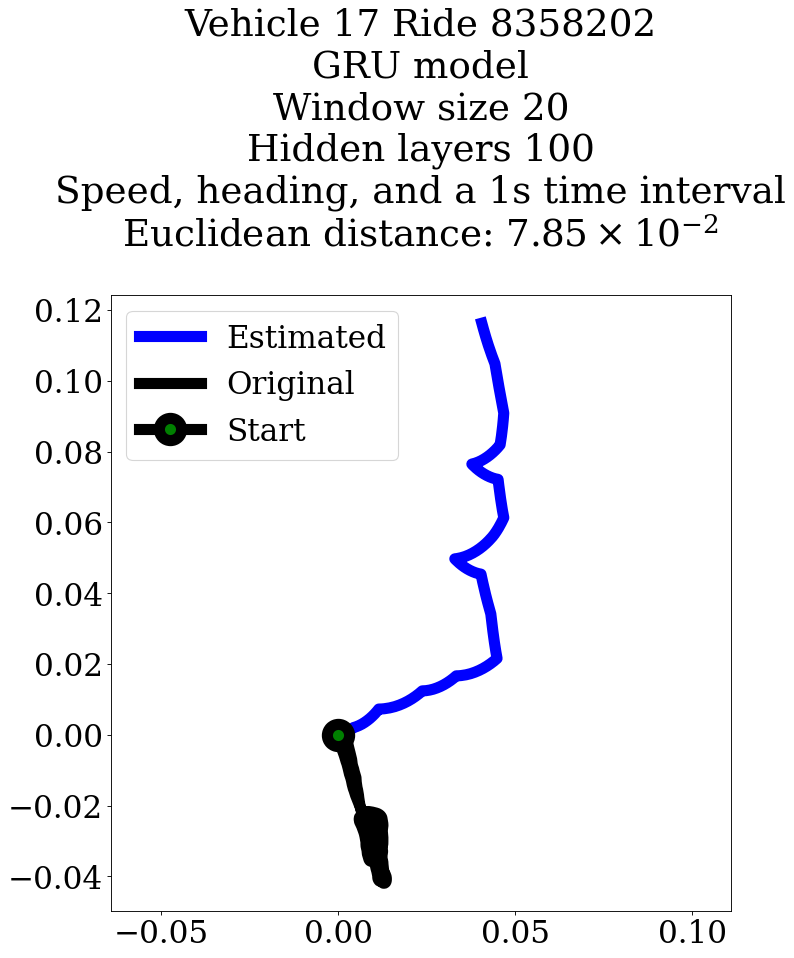 Vehicle 17 Ride 8358202
GRU model
Window size 20
Hidden layers 100
Speed, heading, and a 1s time interval
Euclidean distance: 7.85 × 10⁻²
Estimated
Original
Start
0.12
0.10
0.08
0.06
0.04
0.02
0.00
−0.02
−0.04
−0.05 0.00 0.05 0.10